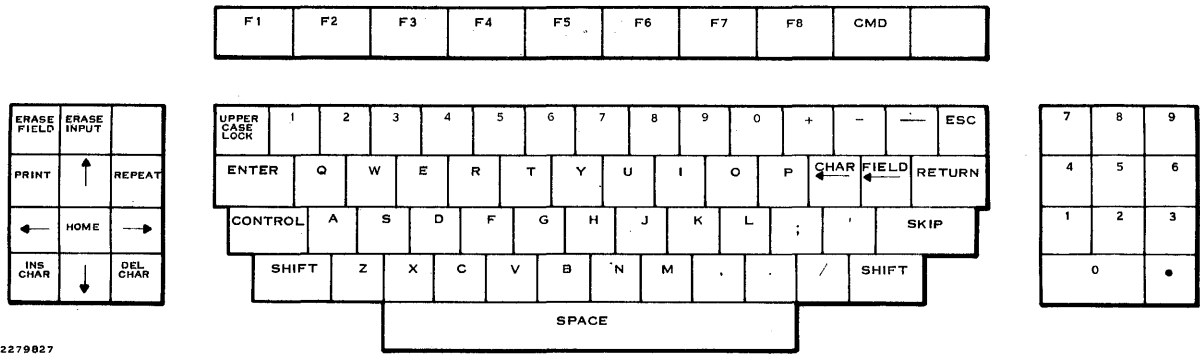 F1 F2 F3 F4 F5 F6 F7 F8 CMD
ERASE FIELD ERASE INPUT
PRINT ↑ REPEAT
← HOME →
INS CHAR ↓ DEL CHAR
UPPER CASE LOCK 1 2 3 4 5 6 7 8 9 0 + − ESC
ENTER Q W E R T Y U I O P CHAR ← FIELD ← RETURN
CONTROL A S D F G H J K L ; ' SKIP
SHIFT Z X C V B N M , . / SHIFT
SPACE
7 8 9
4 5 6
1 2 3
0 •
2279827